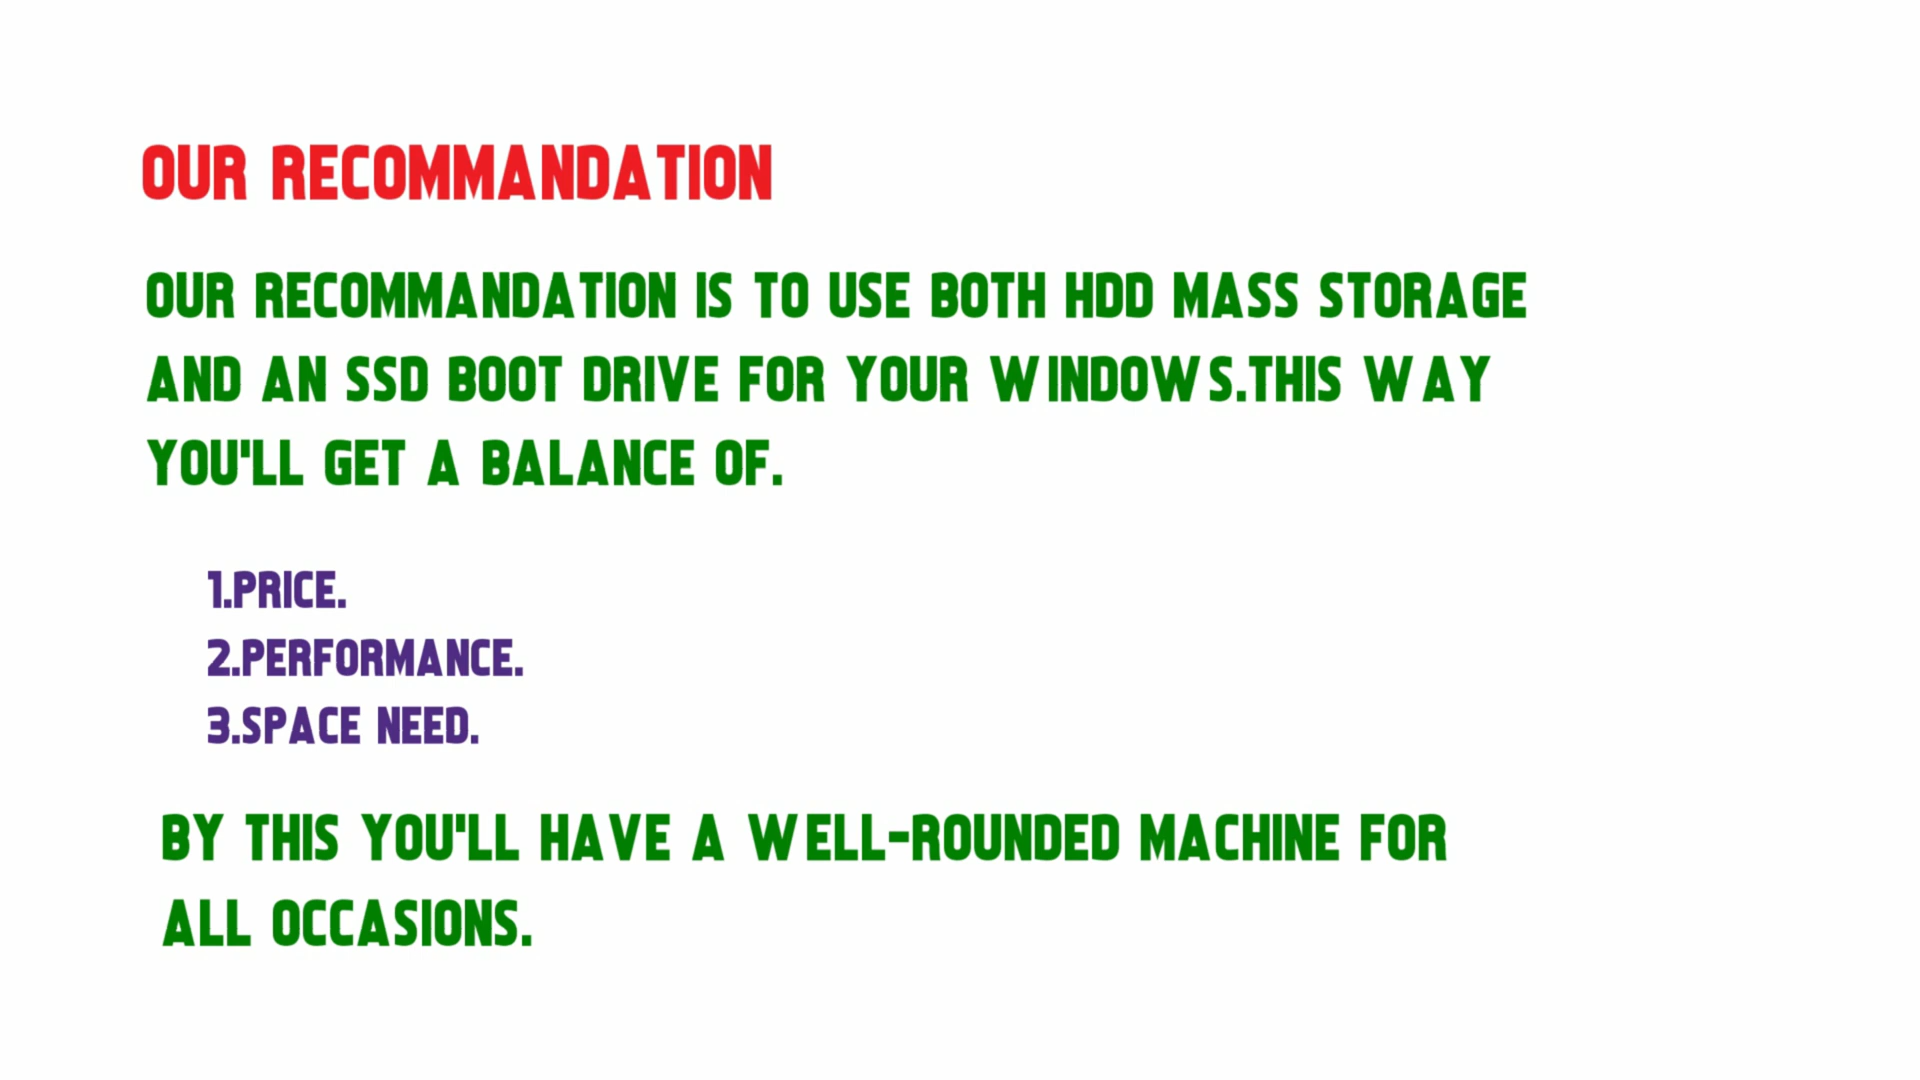 OUR RECOMMANDATION
OUR RECOMMANDATION IS TO USE BOTH HDD MASS STORAGE
AND AN SSD BOOT DRIVE FOR YOUR WINDOWS.THIS WAY
YOU'LL GET A BALANCE OF.
1.PRICE.
2.PERFORMANCE.
3.SPACE NEED.
BY THIS YOU'LL HAVE A WELL-ROUNDED MACHINE FOR
ALL OCCASIONS.